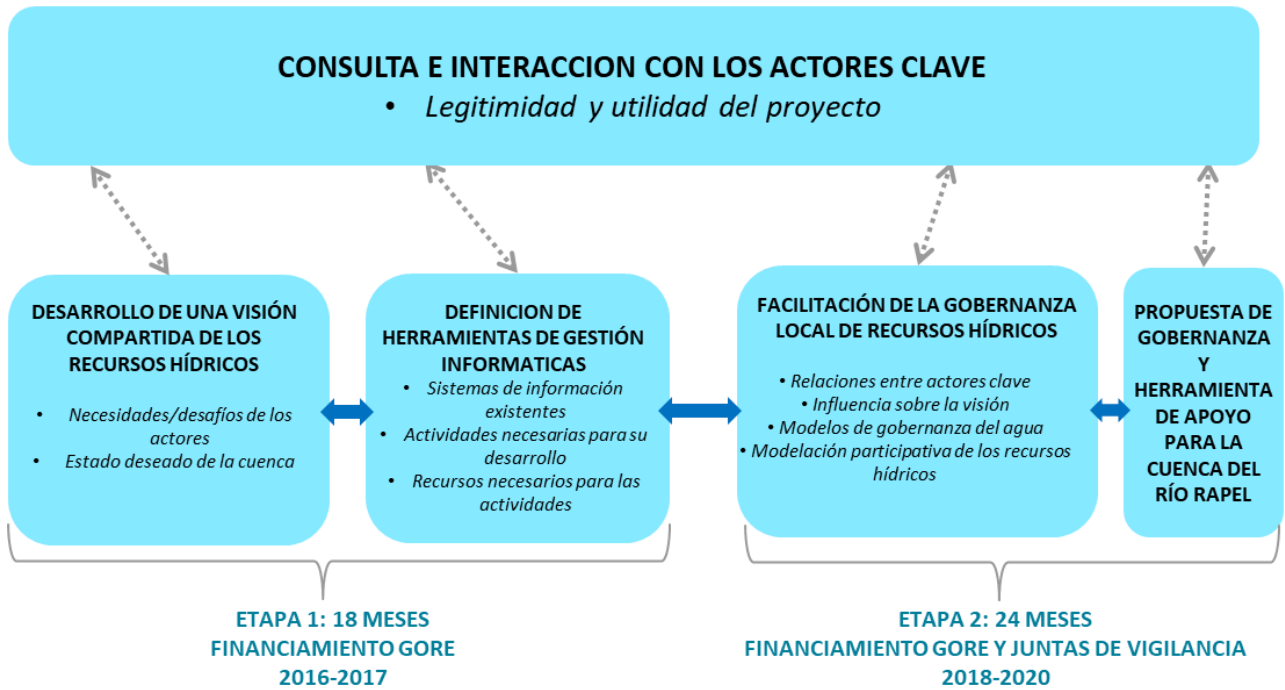 CONSULTA E INTERACCION CON LOS ACTORES CLAVE
• Legitimidad y utilidad del proyecto
DESARROLLO DE UNA VISIÓN
COMPARTIDA DE LOS
RECURSOS HÍDRICOS
• Necesidades/desafíos de los
actores
• Estado deseado de la cuenca
DEFINICION DE
HERRAMIENTAS DE GESTIÓN
INFORMATICAS
• Sistemas de información
existentes
• Actividades necesarias para su
desarrollo
• Recursos necesarios para las
actividades
FACILITACIÓN DE LA GOBERNANZA
LOCAL DE RECURSOS HÍDRICOS
• Relaciones entre actores clave
• Influencia sobre la visión
• Modelos de gobernanza del agua
• Modelación participativa de los recursos
hídricos
PROPUESTA DE
GOBERNANZA
Y
HERRAMIENTA
DE APOYO
PARA LA
CUENCA DEL
RÍO RAPEL
ETAPA 1: 18 MESES
FINANCIAMIENTO GORE
2016-2017
ETAPA 2: 24 MESES
FINANCIAMIENTO GORE Y JUNTAS DE VIGILANCIA
2018-2020